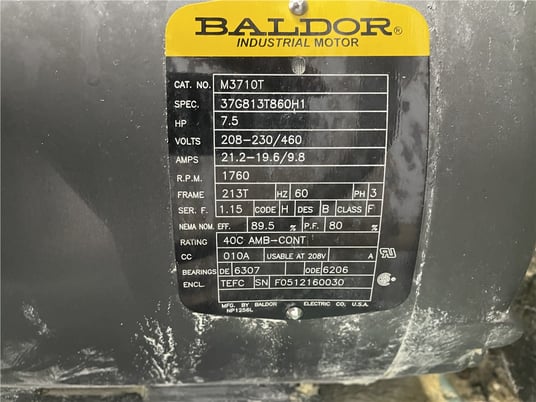 BALDOR®
INDUSTRIAL MOTOR
CAT. NO. M3710T
SPEC. 37G813T860H1
HP 7.5
VOLTS 208-230/460
AMPS 21.2-19.6/9.8
R.P.M. 1760
FRAME 213T HZ 60 PH 3
SER. F. 1.15 CODE H DES B CLASS F
NEMA NOM. EFF. 89.5 % P.F. 80 %
RATING 40C AMB-CONT
CC 010A USABLE AT 208V A
BEARINGS DE 6307 ODE 6206
ENCL. TEFC SN F0512160030
MFG. BY BALDOR ELECTRIC CO. U.S.A.
NP1256L